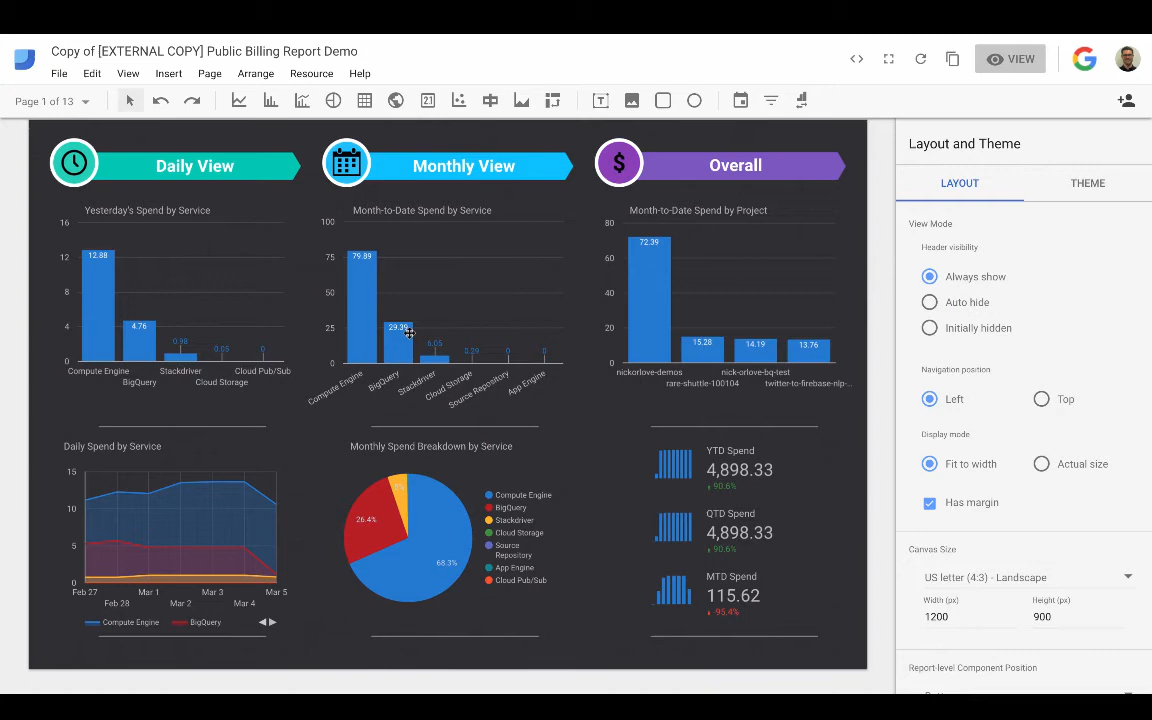 Copy of [EXTERNAL COPY] Public Billing Report Demo
File Edit View Insert Page Arrange Resource Help
VIEW
Page 1 of 13
Daily View
Monthly View
Overall
Yesterday's Spend by Service
16
12
8
4
0
12.88
4.76
0.98
0.05
0
Compute Engine
BigQuery
Stackdriver
Cloud Storage
Cloud Pub/Sub
Month-to-Date Spend by Service
100
75
50
25
0
79.89
29.39
6.05
0.29
0
0
Compute Engine
BigQuery
Stackdriver
Cloud Storage
Source Repository
App Engine
Month-to-Date Spend by Project
80
60
40
20
0
72.39
15.28
14.19
13.76
nickorlove-demos
rare-shuttle-100104
nick-orlove-bq-test
twitter-to-firebase-nlp-...
Daily Spend by Service
15
10
5
0
Feb 27
Feb 28
Mar 1
Mar 2
Mar 3
Mar 4
Mar 5
Compute Engine
BigQuery
Monthly Spend Breakdown by Service
26.4%
68.3%
Compute Engine
BigQuery
Stackdriver
Cloud Storage
Source
Repository
App Engine
Cloud Pub/Sub
YTD Spend
4,898.33
90.6%
QTD Spend
4,898.33
90.6%
MTD Spend
115.62
95.4%
Layout and Theme
LAYOUT
THEME
View Mode
Header visibility
Always show
Auto hide
Initially hidden
Navigation position
Left
Top
Display mode
Fit to width
Actual size
Has margin
Canvas Size
US letter (4:3) - Landscape
Width (px)
Height (px)
1200
900
Report-level Component Position